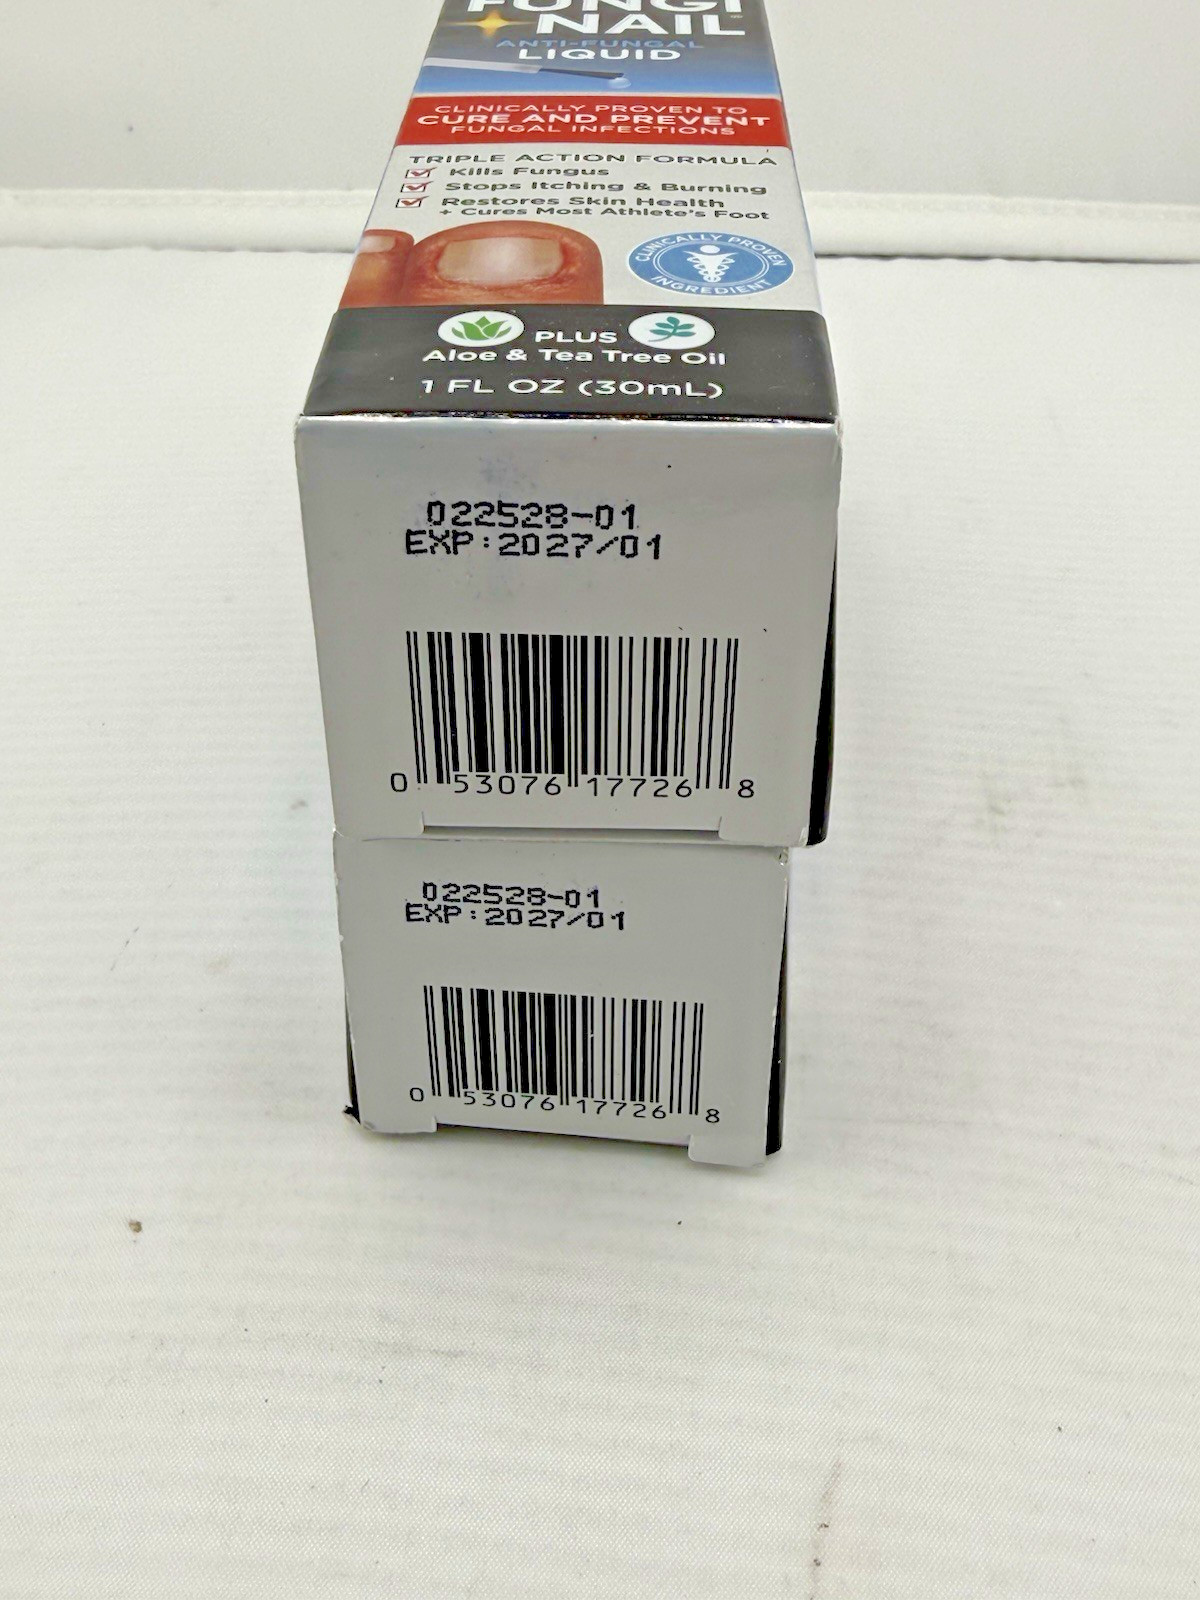 FUNGI
NAIL
ANTI-FUNGAL
LIQUID
CLINICALLY PROVEN TO
CURE AND PREVENT
FUNGAL INFECTIONS
TRIPLE ACTION FORMULA
Kills Fungus
Stops Itching & Burning
Restores Skin Health
+ Cures Most Athlete's Foot
CLINICALLY PROVEN
INGREDIENT
PLUS
Aloe & Tea Tree Oil
1 FL OZ (30mL)
022528-01
EXP:2027/01
0 53076 17726 8
022528-01
EXP:2027/01
0 53076 17726 8